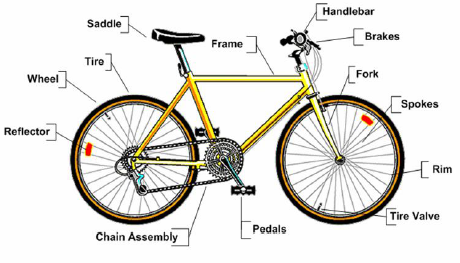 Handlebar
Saddle
Brakes
Frame
Tire
Fork
Wheel
Spokes
Reflector
Rim
Tire Valve
Pedals
Chain Assembly